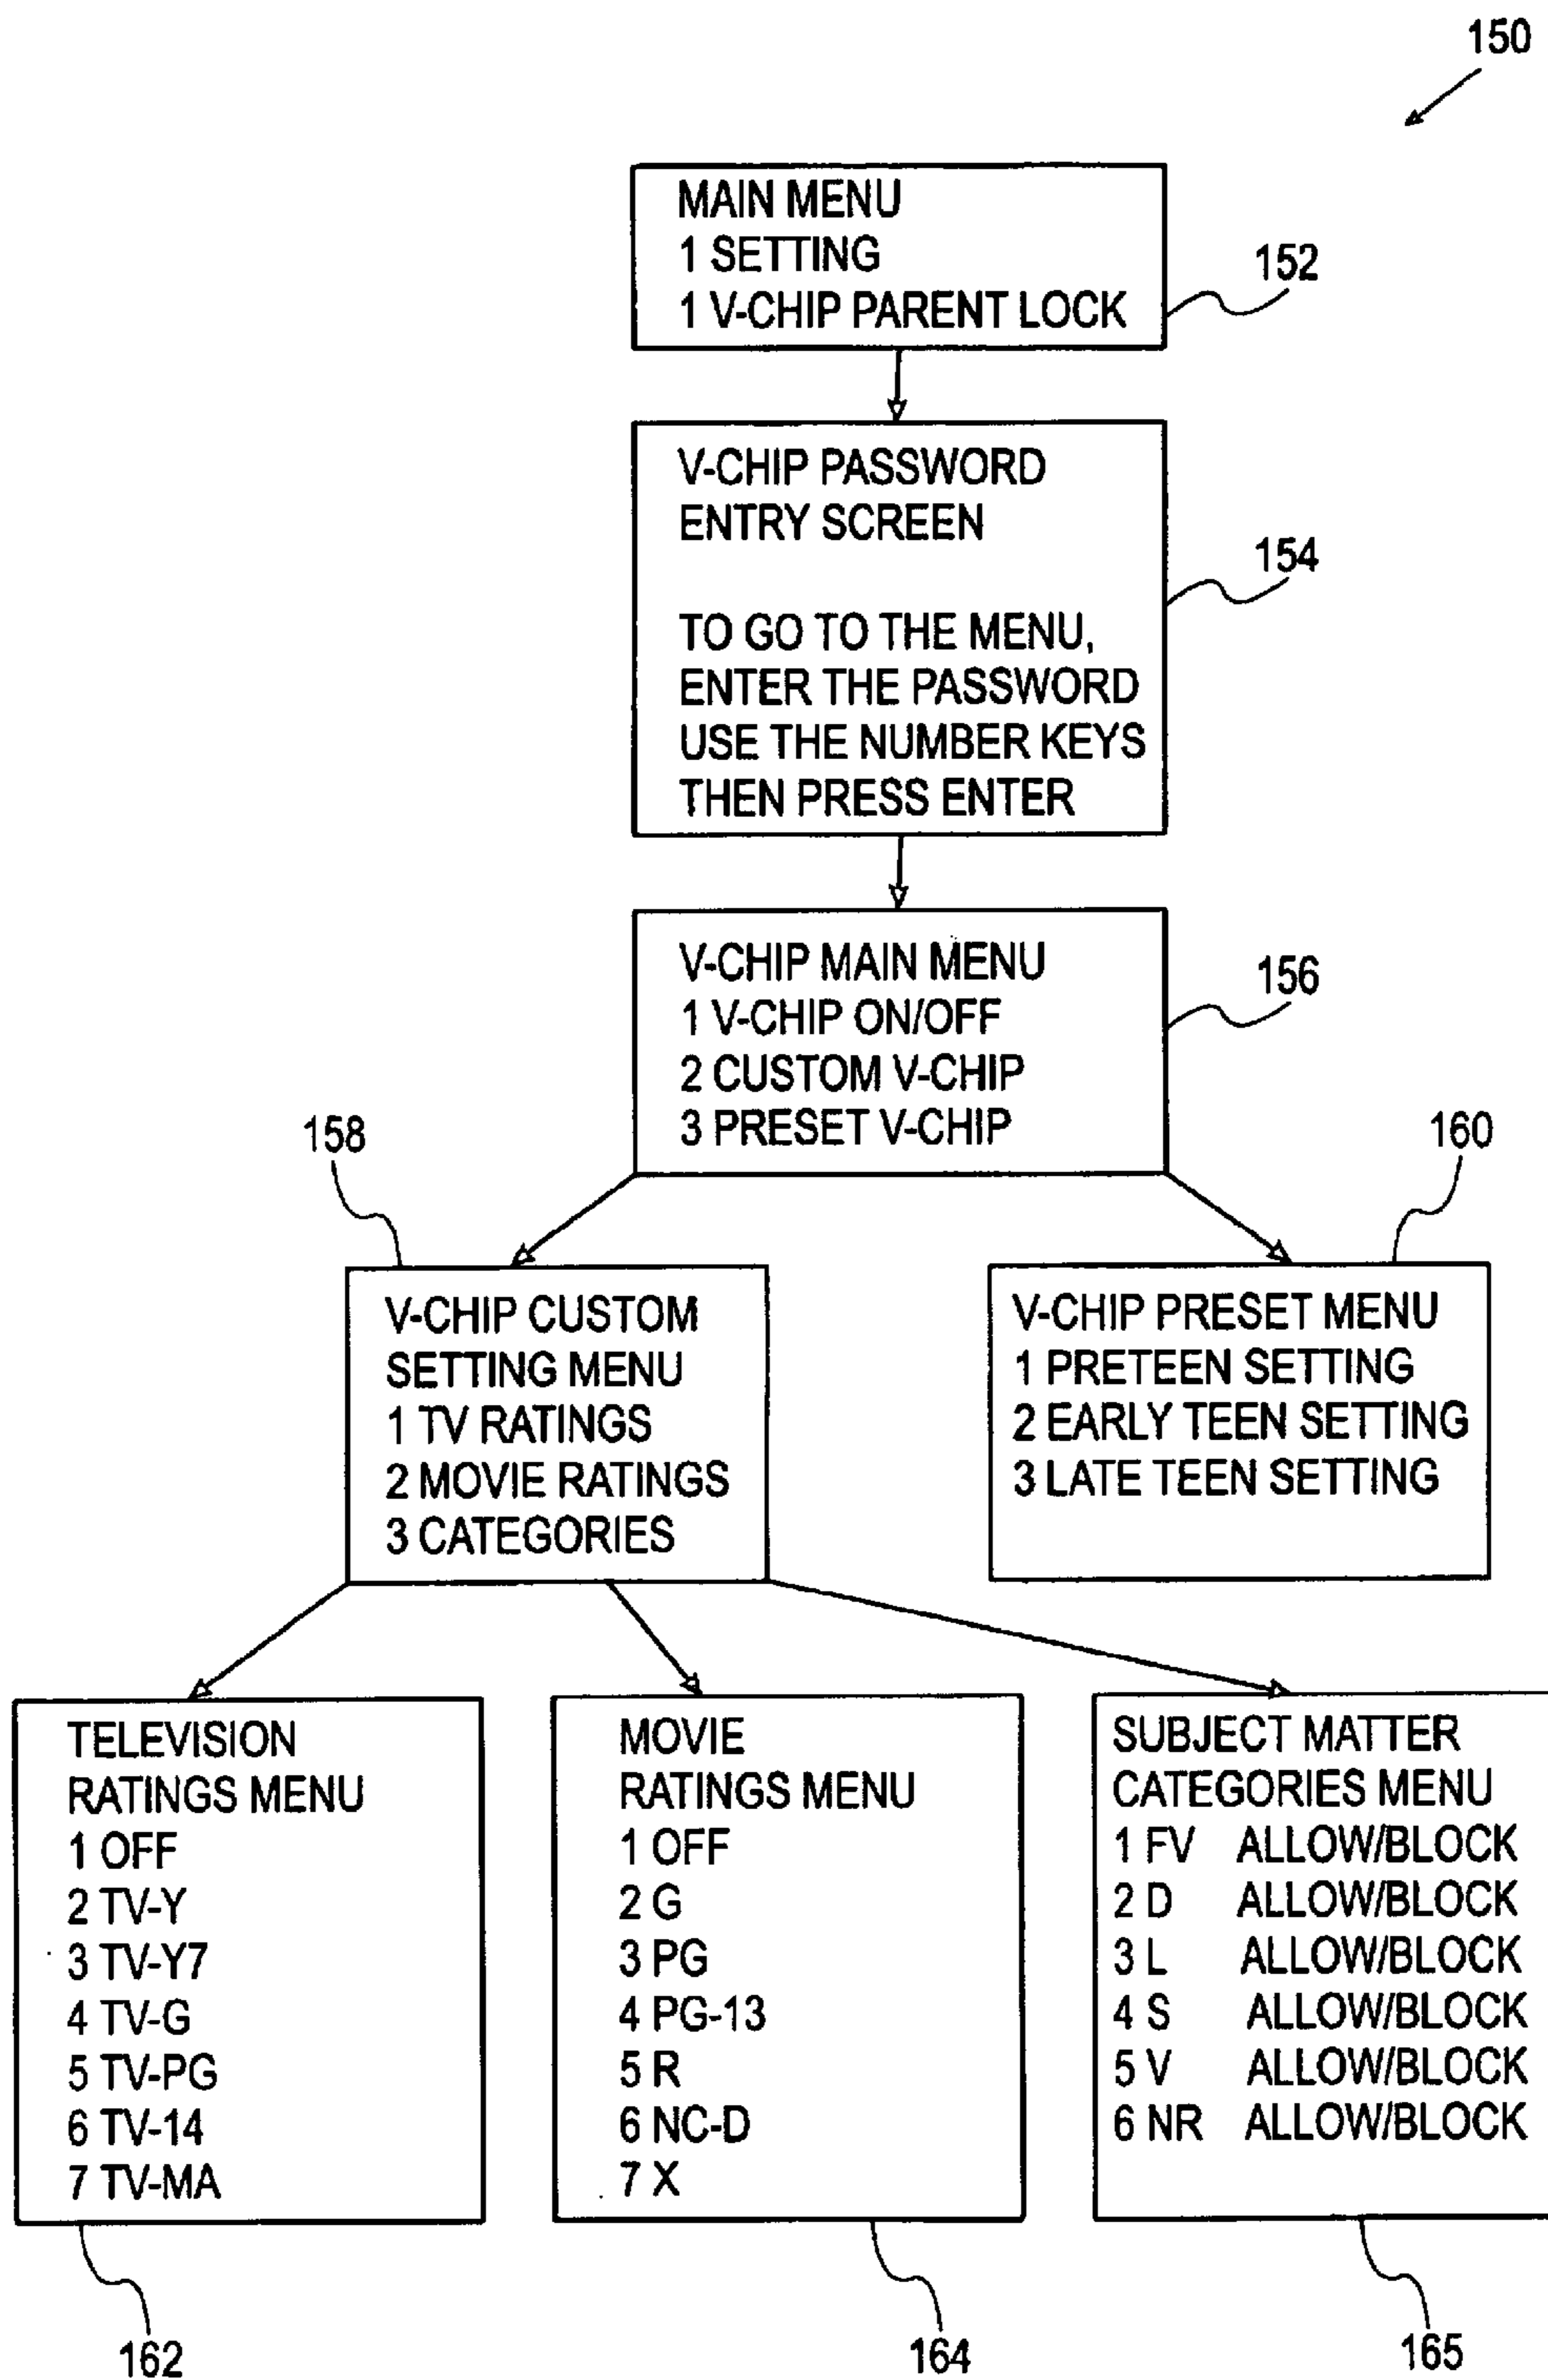 150
MAIN MENU
1 SETTING
1 V-CHIP PARENT LOCK
152
V-CHIP PASSWORD
ENTRY SCREEN
TO GO TO THE MENU,
ENTER THE PASSWORD
USE THE NUMBER KEYS
THEN PRESS ENTER
154
V-CHIP MAIN MENU
1 V-CHIP ON/OFF
2 CUSTOM V-CHIP
3 PRESET V-CHIP
156
158
V-CHIP CUSTOM
SETTING MENU
1 TV RATINGS
2 MOVIE RATINGS
3 CATEGORIES
160
V-CHIP PRESET MENU
1 PRETEEN SETTING
2 EARLY TEEN SETTING
3 LATE TEEN SETTING
TELEVISION
RATINGS MENU
1 OFF
2 TV-Y
3 TV-Y7
4 TV-G
5 TV-PG
6 TV-14
7 TV-MA
162
MOVIE
RATINGS MENU
1 OFF
2 G
3 PG
4 PG-13
5 R
6 NC-D
7 X
164
SUBJECT MATTER
CATEGORIES MENU
1 FV ALLOW/BLOCK
2 D ALLOW/BLOCK
3 L ALLOW/BLOCK
4 S ALLOW/BLOCK
5 V ALLOW/BLOCK
6 NR ALLOW/BLOCK
165